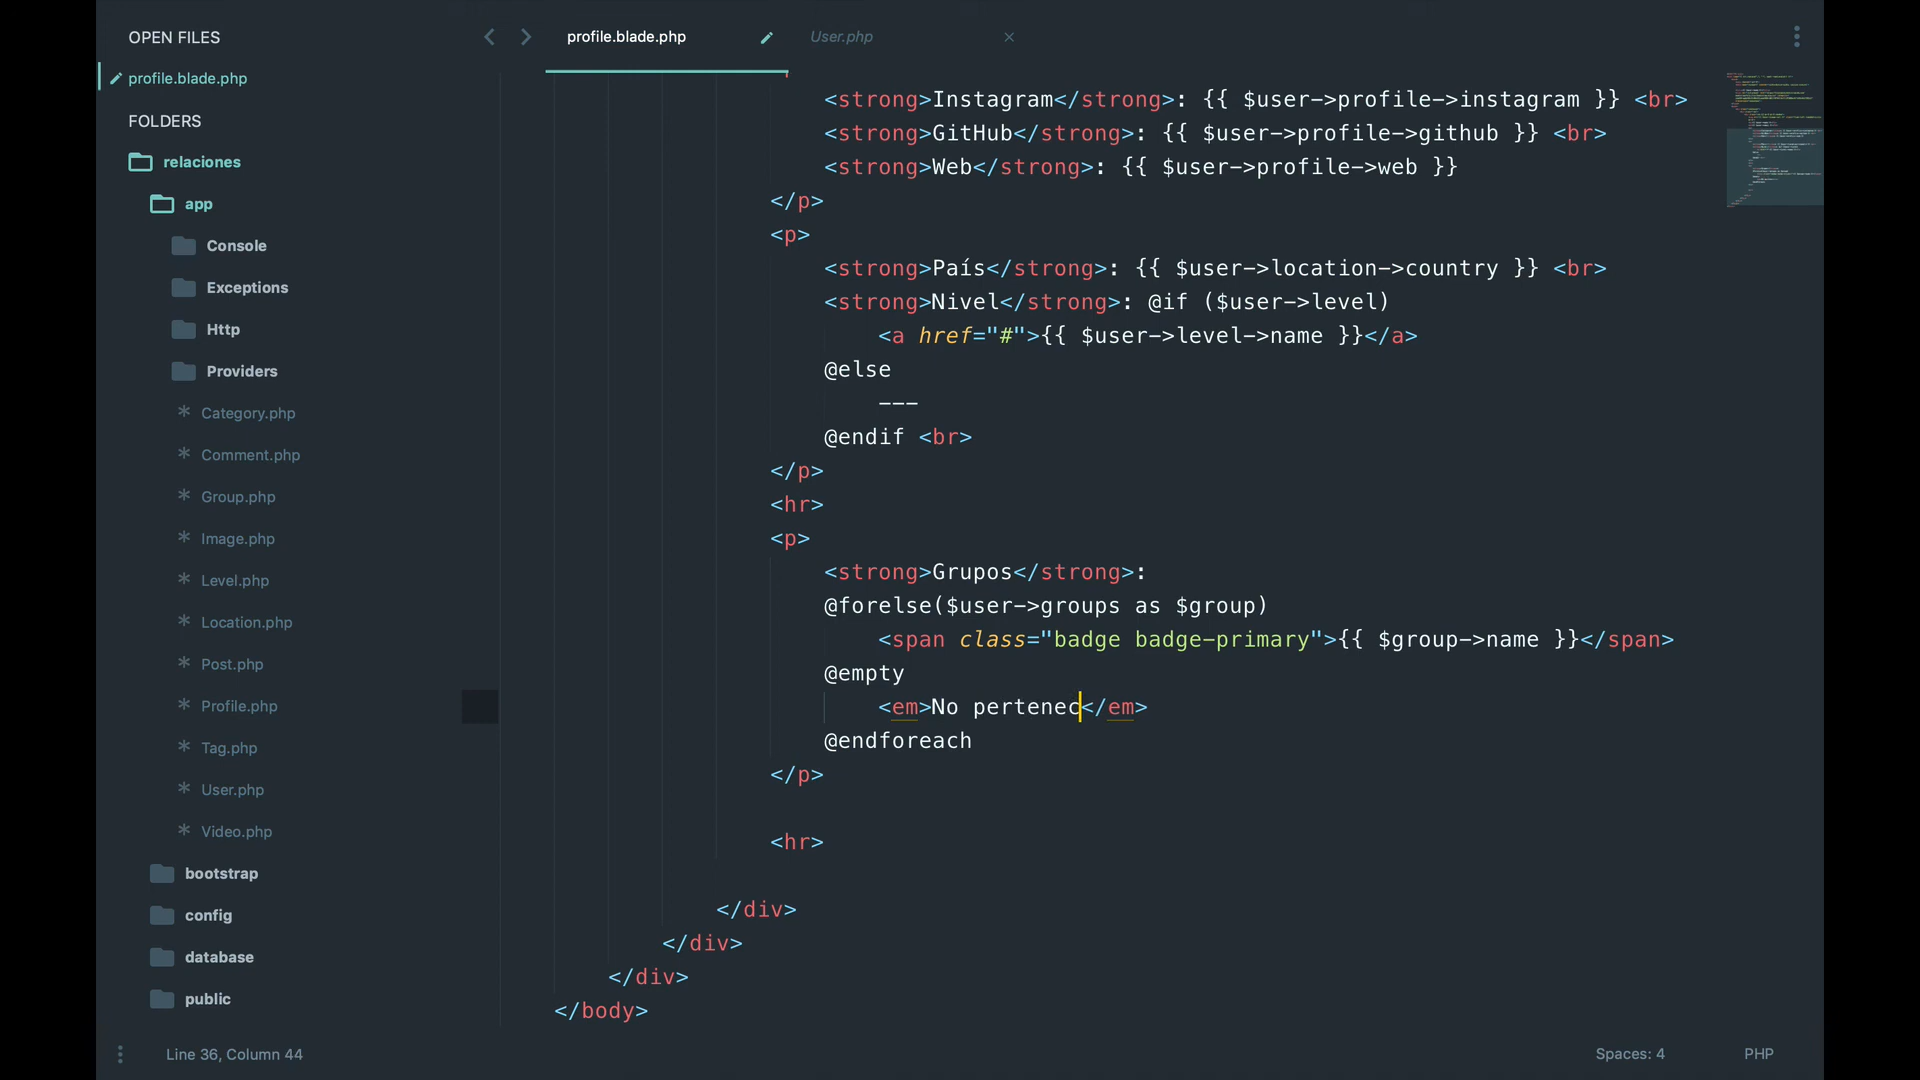 OPEN FILES
profile.blade.php
FOLDERS
relaciones
app
Console
Exceptions
Http
Providers
Category.php
Comment.php
Group.php
Image.php
Level.php
Location.php
Post.php
Profile.php
Tag.php
User.php
Video.php
bootstrap
config
database
public
profile.blade.php
User.php
<strong>Instagram</strong>: {{ $user->profile->instagram }} <br>
<strong>GitHub</strong>: {{ $user->profile->github }} <br>
<strong>Web</strong>: {{ $user->profile->web }}
</p>
<p>
<strong>País</strong>: {{ $user->location->country }} <br>
<strong>Nivel</strong>: @if ($user->level)
<a href="#">{{ $user->level->name }}</a>
@else
---
@endif <br>
</p>
<hr>
<p>
<strong>Grupos</strong>:
@forelse($user->groups as $group)
<span class="badge badge-primary">{{ $group->name }}</span>
@empty
<em>No pertenec</em>
@endforeach
</p>
<hr>
</div>
</div>
</div>
</body>
Line 36, Column 44
Spaces: 4
PHP